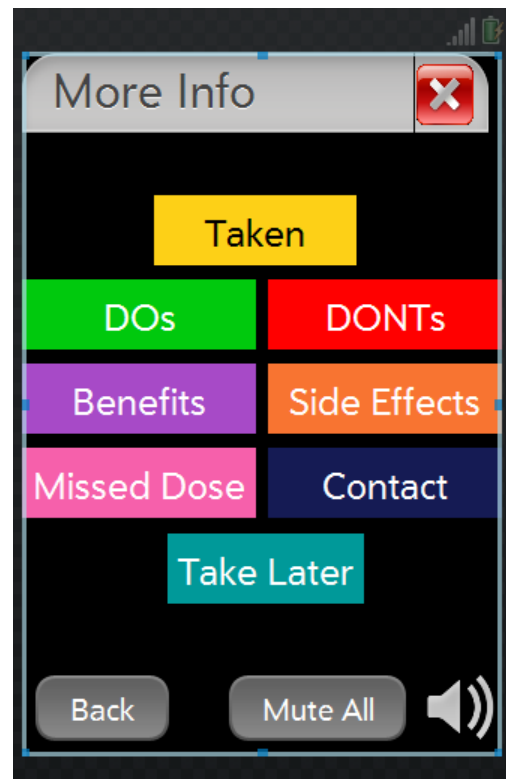 More Info
Taken
DOs DONTs
Benefits Side Effects
Missed Dose Contact
Take Later
Back Mute All